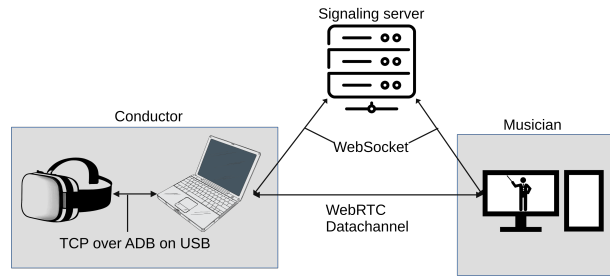 Signaling server
Conductor
Musician
WebSocket
WebRTC
Datachannel
TCP over ADB on USB